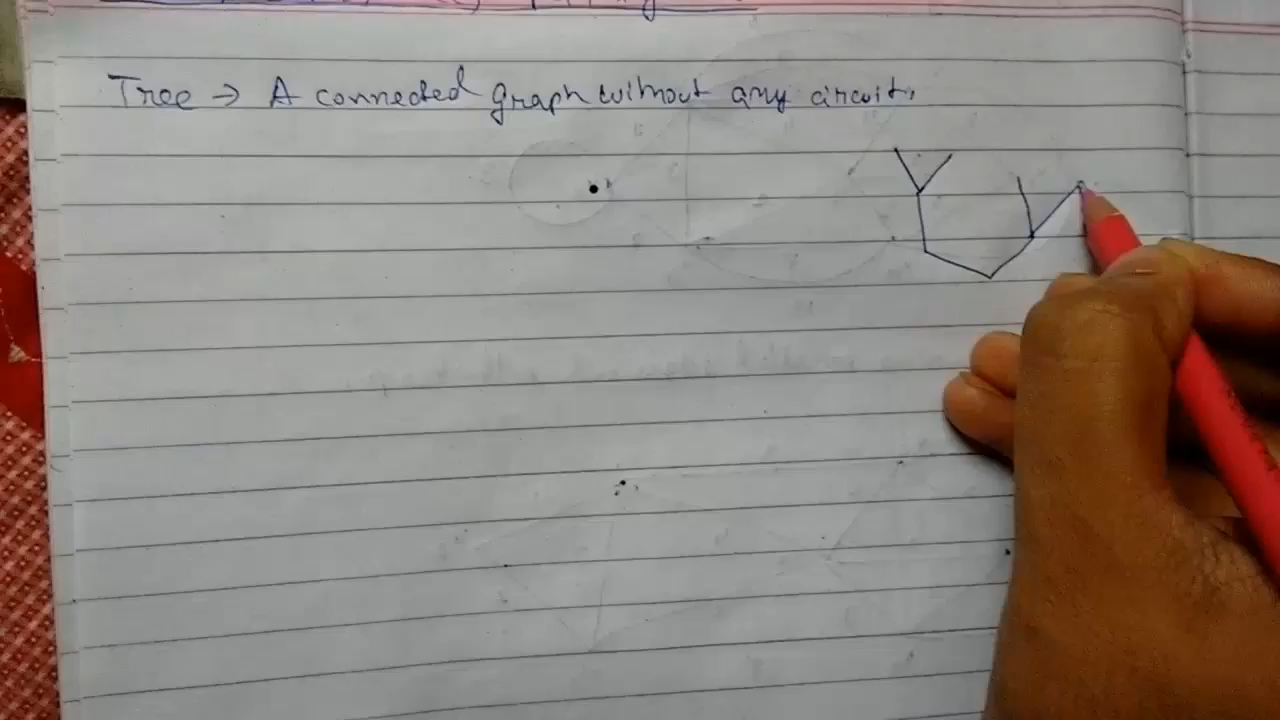 Tree → A connected graph without any circuit.